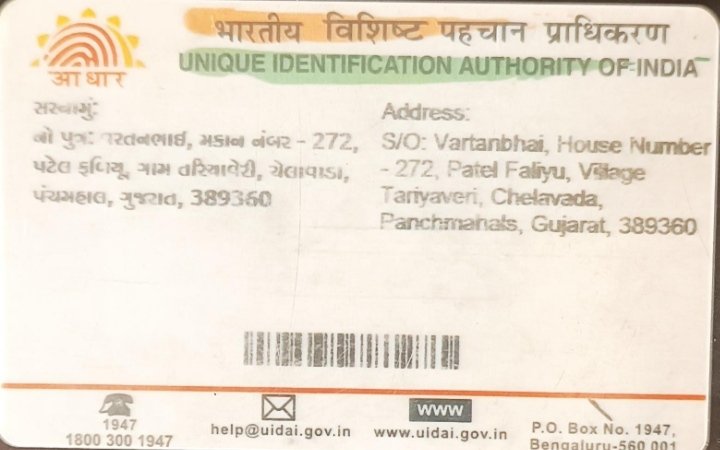 भारतीय विशिष्ट पहचान प्राधिकरण
UNIQUE IDENTIFICATION AUTHORITY OF INDIA
आधार
સરનામું:
નો પુત્ર: વરતનભાઈ, મકાન નંબર - 272,
પટેલ ફળિયૂ, ગામ તરિયાવેરી, ચેલાવાડા,
પંચમહાલ, ગુજરાત, 389360
Address:
S/O: Vartanbhai, House Number
- 272, Patel Faliyu, Village
Tariyaveri, Chelavada,
Panchmahals, Gujarat, 389360
1947
1800 300 1947
help@uidai.gov.in
www
www.uidai.gov.in
P.O. Box No. 1947,
Bengaluru-560 001